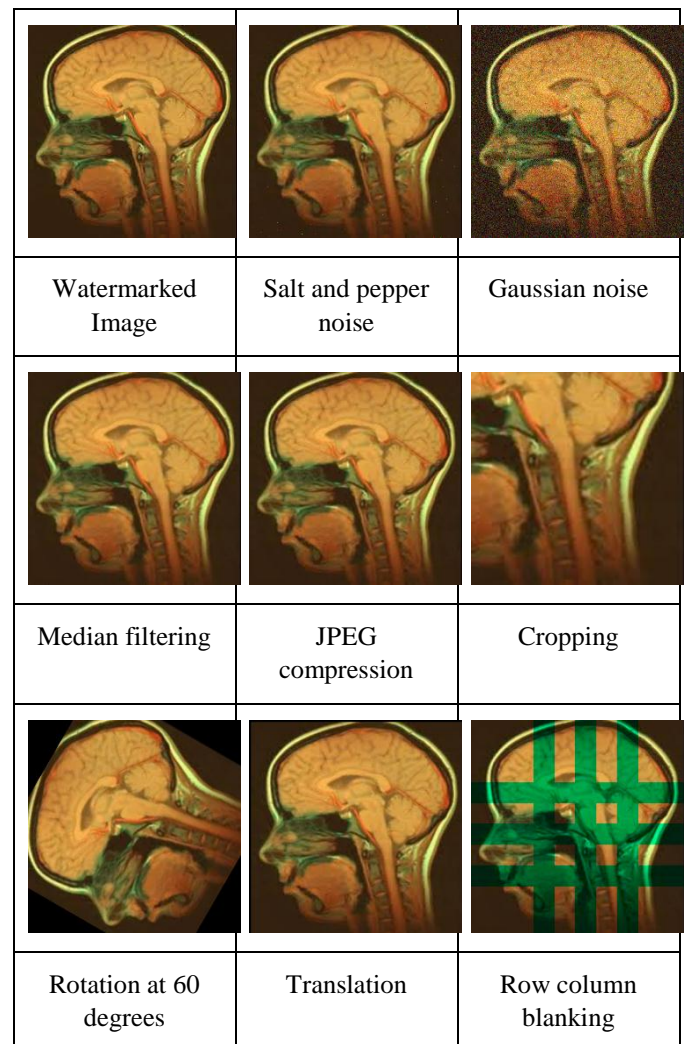 Watermarked
Image
Salt and pepper
noise
Gaussian noise
Median filtering
JPEG
compression
Cropping
Rotation at 60
degrees
Translation
Row column
blanking